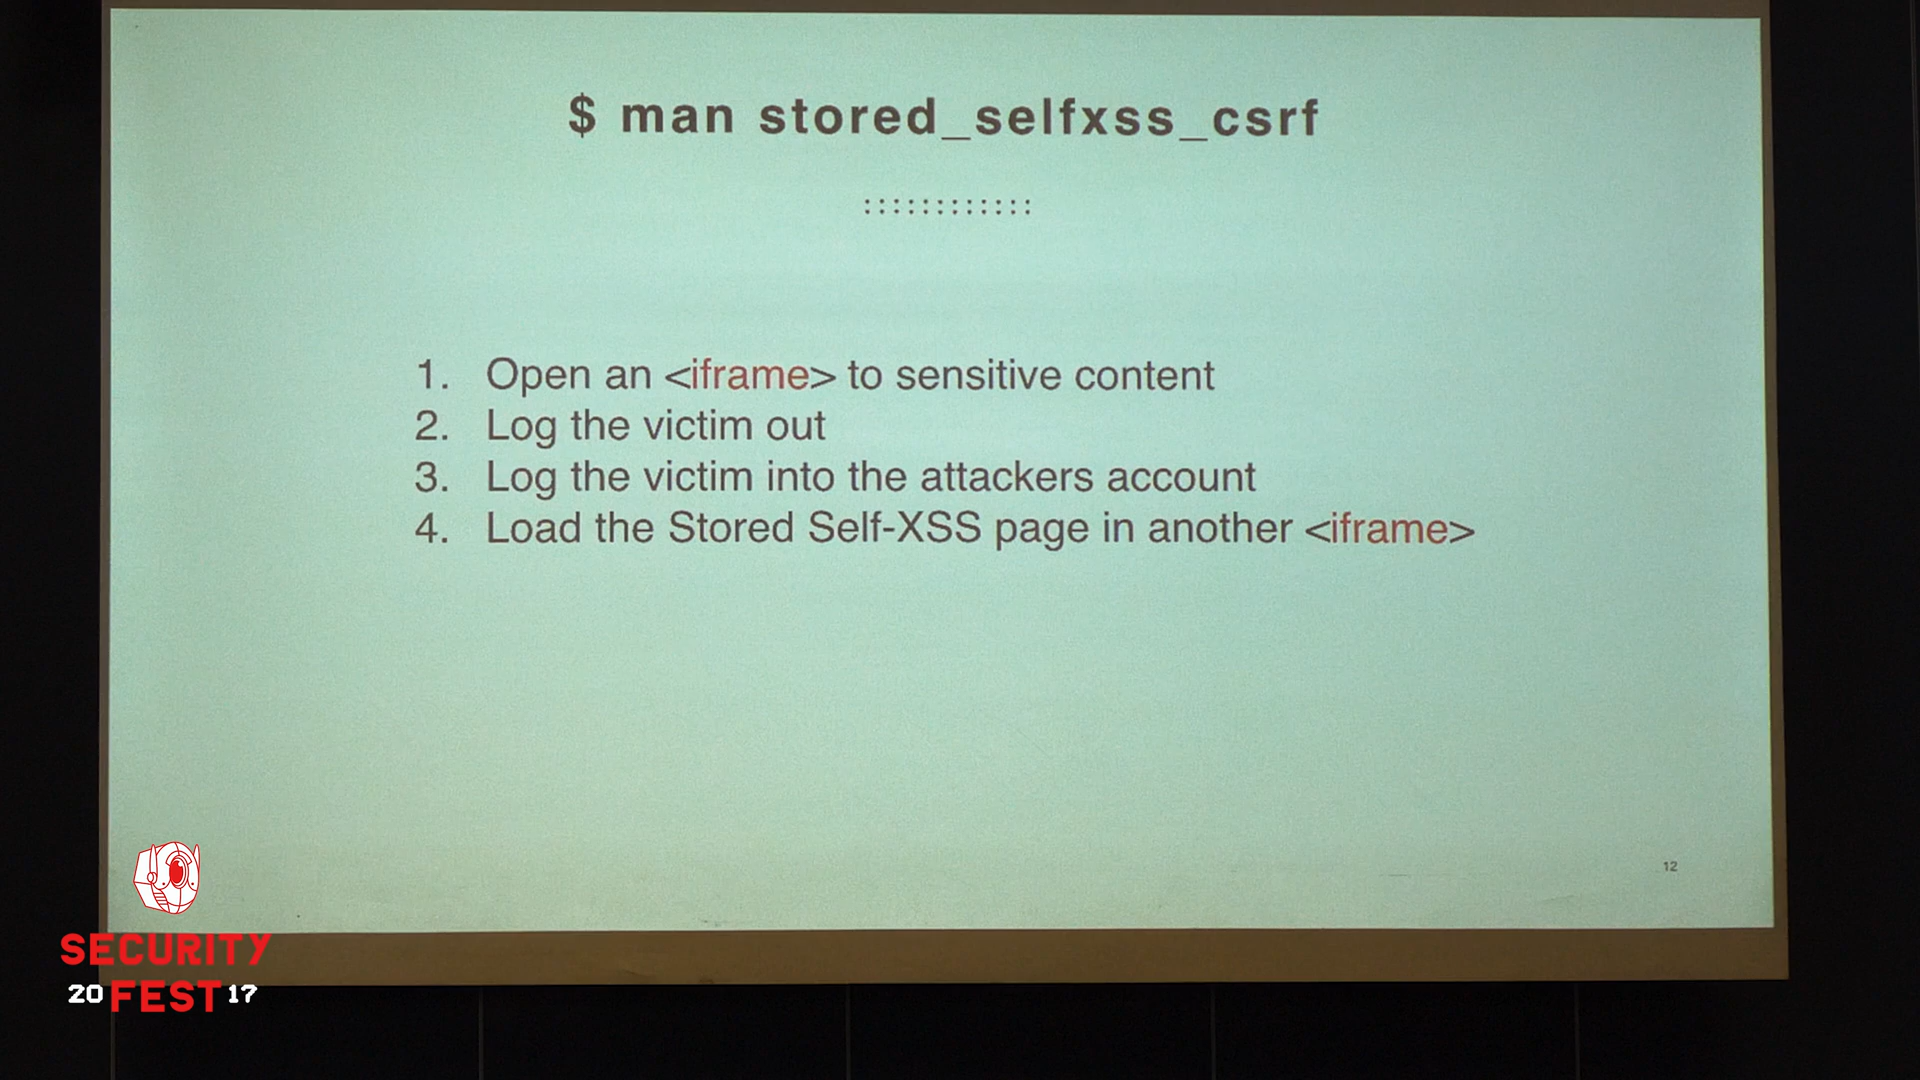 $ man stored_selfxss_csrf
::::::::::::
1. Open an <iframe> to sensitive content
2. Log the victim out
3. Log the victim into the attackers account
4. Load the Stored Self-XSS page in another <iframe>
12
SECURITY
20 FEST 17